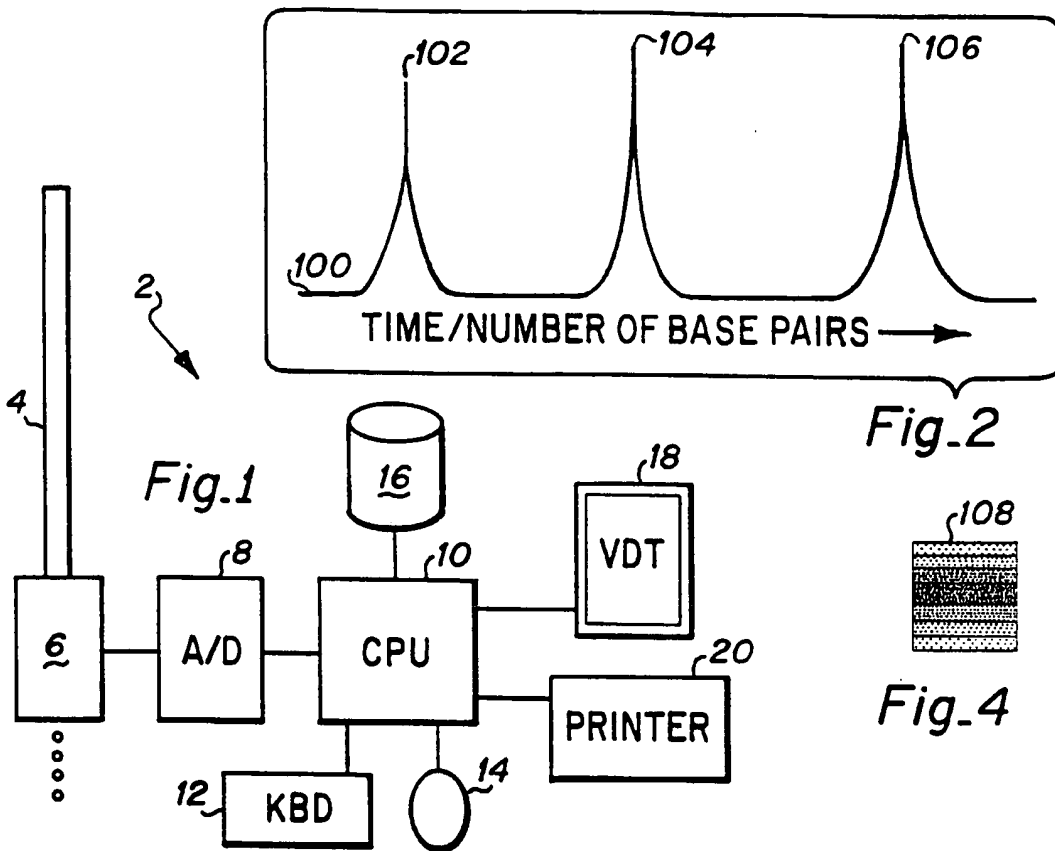 102
104
106
100
TIME/NUMBER OF BASE PAIRS
Fig_2
2
4
Fig_1
16
18
VDT
108
8
10
6
A/D
CPU
20
PRINTER
Fig_4
12
KBD
14